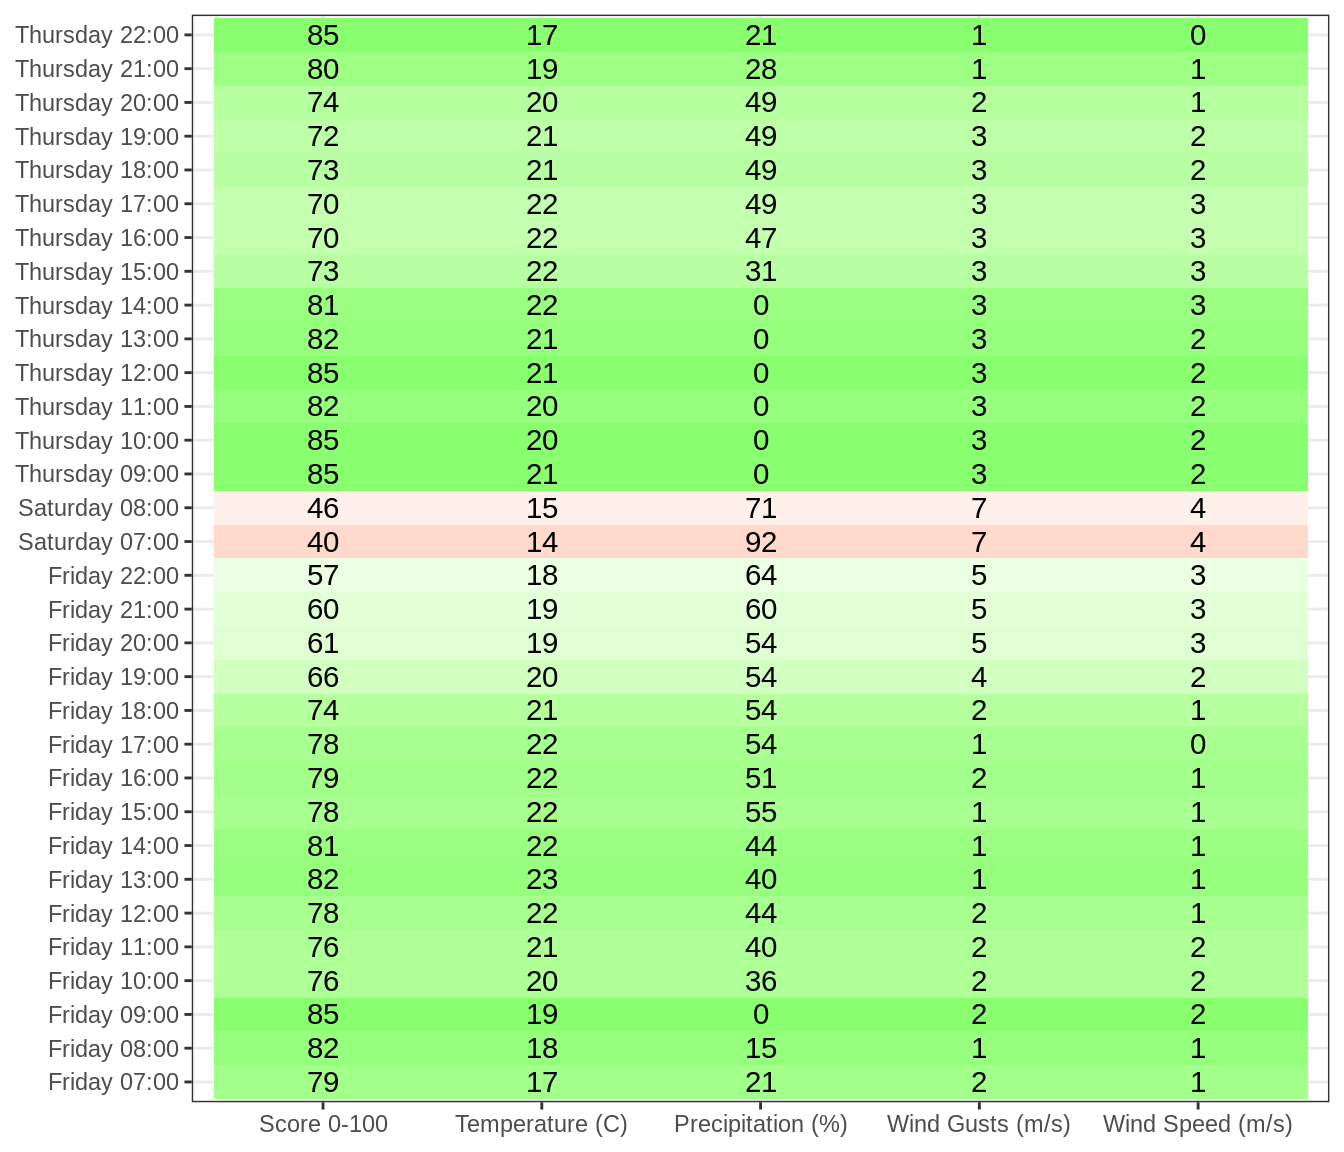 Thursday 22:00 85 17 21 1 0
Thursday 21:00 80 19 28 1 1
Thursday 20:00 74 20 49 2 1
Thursday 19:00 72 21 49 3 2
Thursday 18:00 73 21 49 3 2
Thursday 17:00 70 22 49 3 3
Thursday 16:00 70 22 47 3 3
Thursday 15:00 73 22 31 3 3
Thursday 14:00 81 22 0 3 3
Thursday 13:00 82 21 0 3 2
Thursday 12:00 85 21 0 3 2
Thursday 11:00 82 20 0 3 2
Thursday 10:00 85 20 0 3 2
Thursday 09:00 85 21 0 3 2
Saturday 08:00 46 15 71 7 4
Saturday 07:00 40 14 92 7 4
Friday 22:00 57 18 64 5 3
Friday 21:00 60 19 60 5 3
Friday 20:00 61 19 54 5 3
Friday 19:00 66 20 54 4 2
Friday 18:00 74 21 54 2 1
Friday 17:00 78 22 54 1 0
Friday 16:00 79 22 51 2 1
Friday 15:00 78 22 55 1 1
Friday 14:00 81 22 44 1 1
Friday 13:00 82 23 40 1 1
Friday 12:00 78 22 44 2 1
Friday 11:00 76 21 40 2 2
Friday 10:00 76 20 36 2 2
Friday 09:00 85 19 0 2 2
Friday 08:00 82 18 15 1 1
Friday 07:00 79 17 21 2 1
Score 0-100 Temperature (C) Precipitation (%) Wind Gusts (m/s) Wind Speed (m/s)